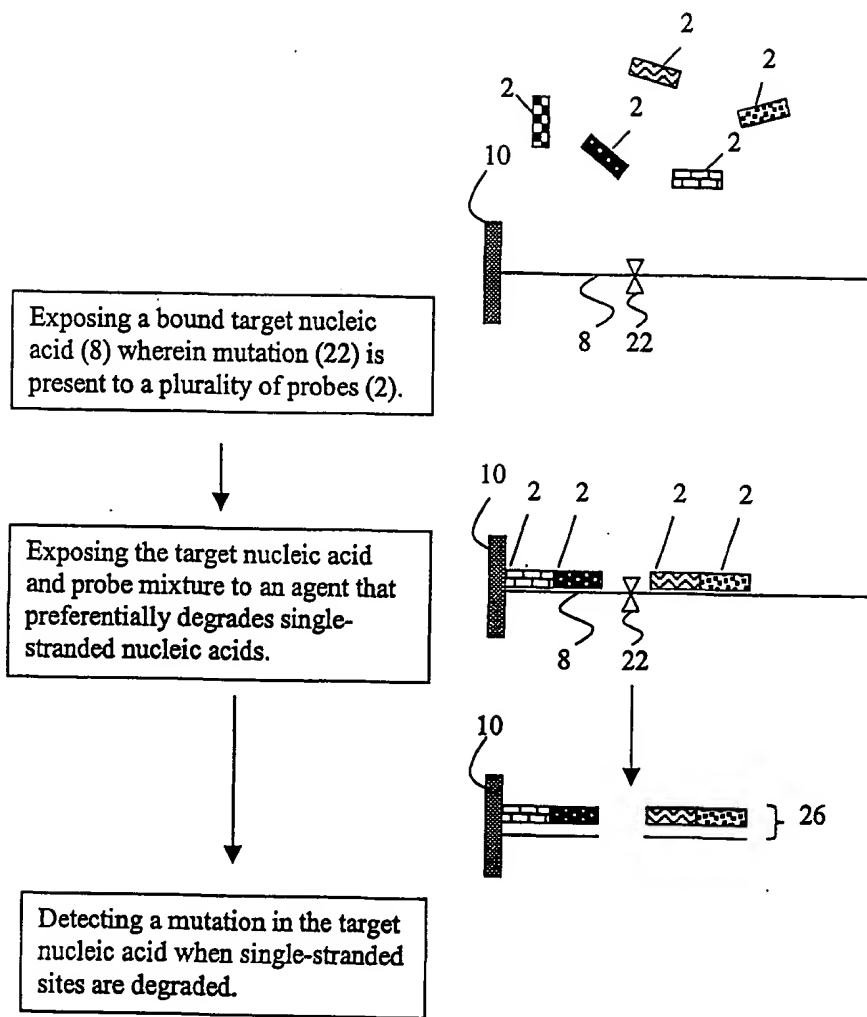 2
2
2
2
2
10
8
22
Exposing a bound target nucleic
acid (8) wherein mutation (22) is
present to a plurality of probes (2).
10
2
2
2
2
8
22
Exposing the target nucleic acid
and probe mixture to an agent that
preferentially degrades single-
stranded nucleic acids.
10
26
Detecting a mutation in the target
nucleic acid when single-stranded
sites are degraded.